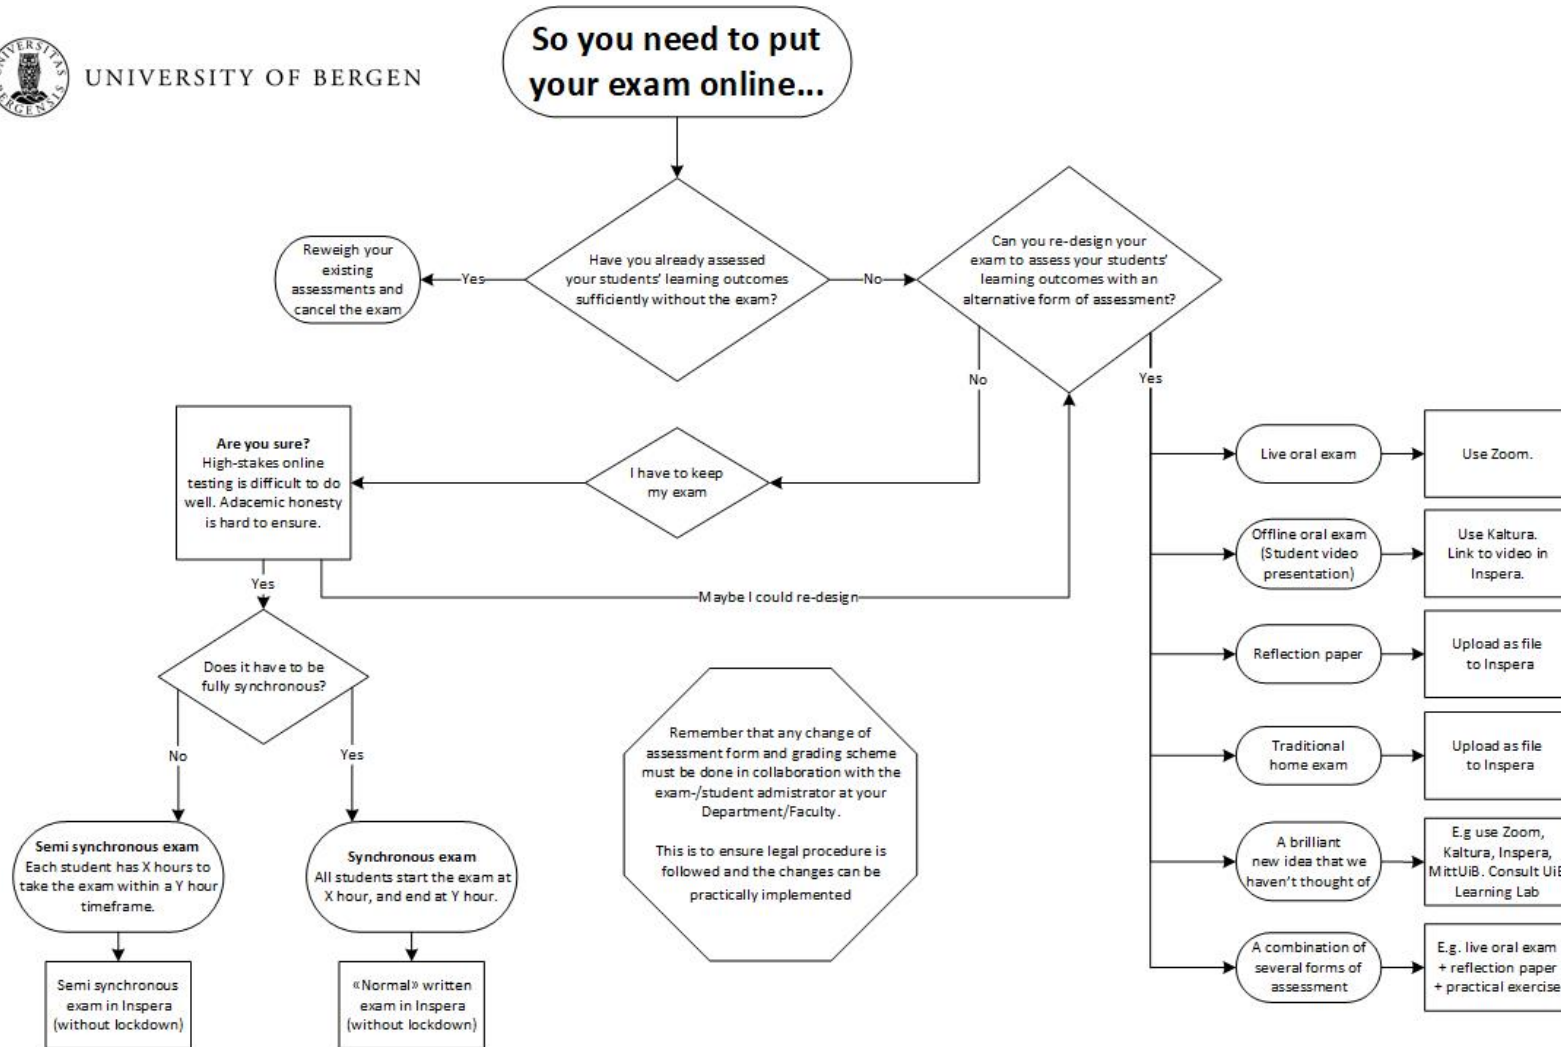 UNIVERSITAS
BERGENSIS
UNIVERSITY OF BERGEN
So you need to put
your exam online...
Have you already assessed
your students' learning outcomes
sufficiently without the exam?
Yes
Reweigh your
existing
assessments and
cancel the exam
No
Can you re-design your
exam to assess your students'
learning outcomes with an
alternative form of assessment?
No
Yes
I have to keep
my exam
Are you sure?
High-stakes online
testing is difficult to do
well. Adacemic honesty
is hard to ensure.
Yes
Maybe I could re-design
Does it have to be
fully synchronous?
No
Yes
Semi synchronous exam
Each student has X hours to
take the exam within a Y hour
timeframe.
Semi synchronous
exam in Inspera
(without lockdown)
Synchronous exam
All students start the exam at
X hour, and end at Y hour.
«Normal» written
exam in Inspera
(without lockdown)
Remember that any change of
assessment form and grading scheme
must be done in collaboration with the
exam-/student admistrator at your
Department/Faculty.
This is to ensure legal procedure is
followed and the changes can be
practically implemented
Live oral exam
Use Zoom.
Offline oral exam
(Student video
presentation)
Use Kaltura.
Link to video in
Inspera.
Reflection paper
Upload as file
to Inspera
Traditional
home exam
Upload as file
to Inspera
A brilliant
new idea that we
haven't thought of
E.g use Zoom,
Kaltura, Inspera,
MittUiB. Consult UiB
Learning Lab
A combination of
several forms of
assessment
E.g. live oral exam
+ reflection paper
+ practical exercise